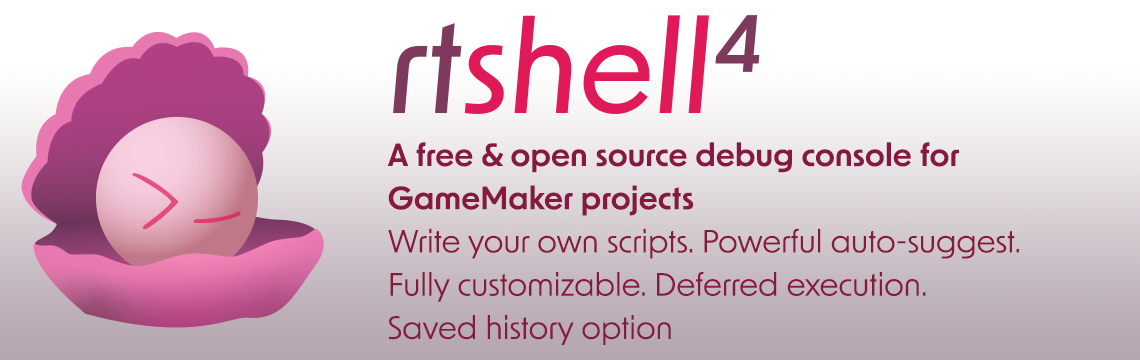 rtshell4
A free & open source debug console for
GameMaker projects
Write your own scripts. Powerful auto-suggest.
Fully customizable. Deferred execution.
Saved history option